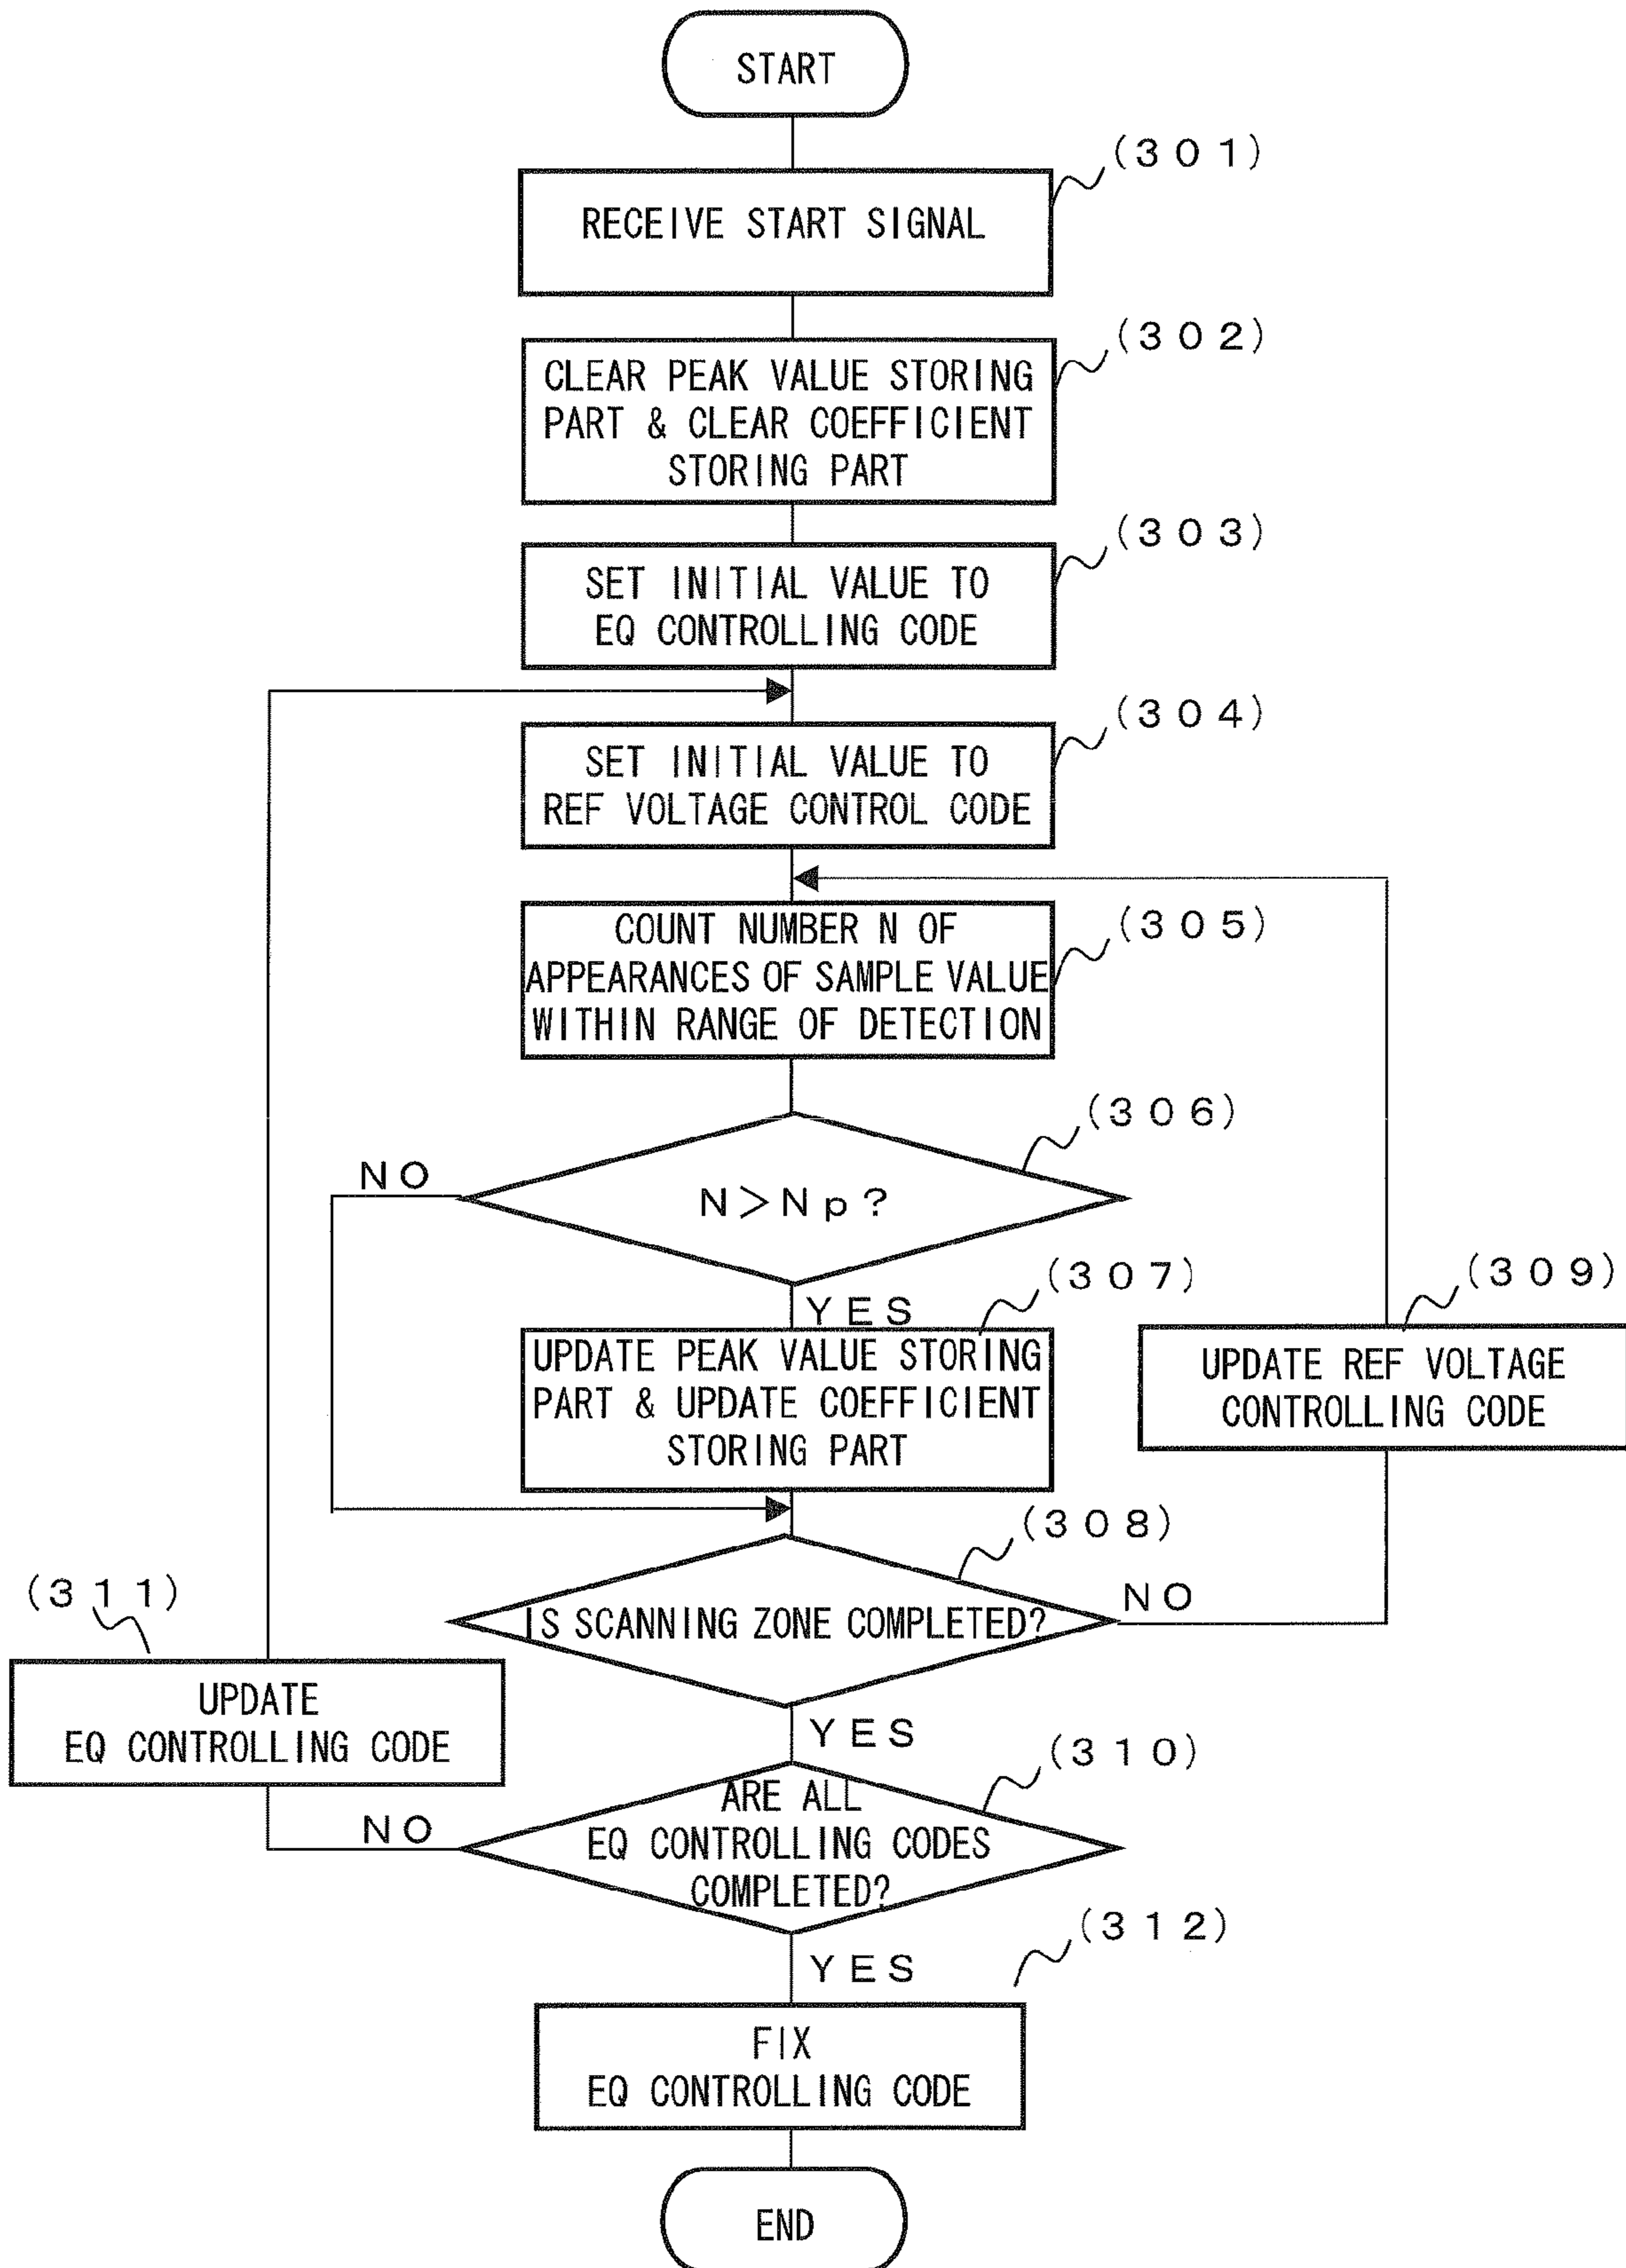 START
(301)
RECEIVE START SIGNAL
(302)
CLEAR PEAK VALUE STORING
PART & CLEAR COEFFICIENT
STORING PART
(303)
SET INITIAL VALUE TO
EQ CONTROLLING CODE
(304)
SET INITIAL VALUE TO
REF VOLTAGE CONTROL CODE
(305)
COUNT NUMBER N OF
APPEARANCES OF SAMPLE VALUE
WITHIN RANGE OF DETECTION
(306)
NO
N>Np?
YES
(307)
UPDATE PEAK VALUE STORING
PART & UPDATE COEFFICIENT
STORING PART
(309)
UPDATE REF VOLTAGE
CONTROLLING CODE
(308)
IS SCANNING ZONE COMPLETED?
NO
YES
(311)
UPDATE
EQ CONTROLLING CODE
(310)
ARE ALL
EQ CONTROLLING CODES
COMPLETED?
NO
YES
(312)
FIX
EQ CONTROLLING CODE
END